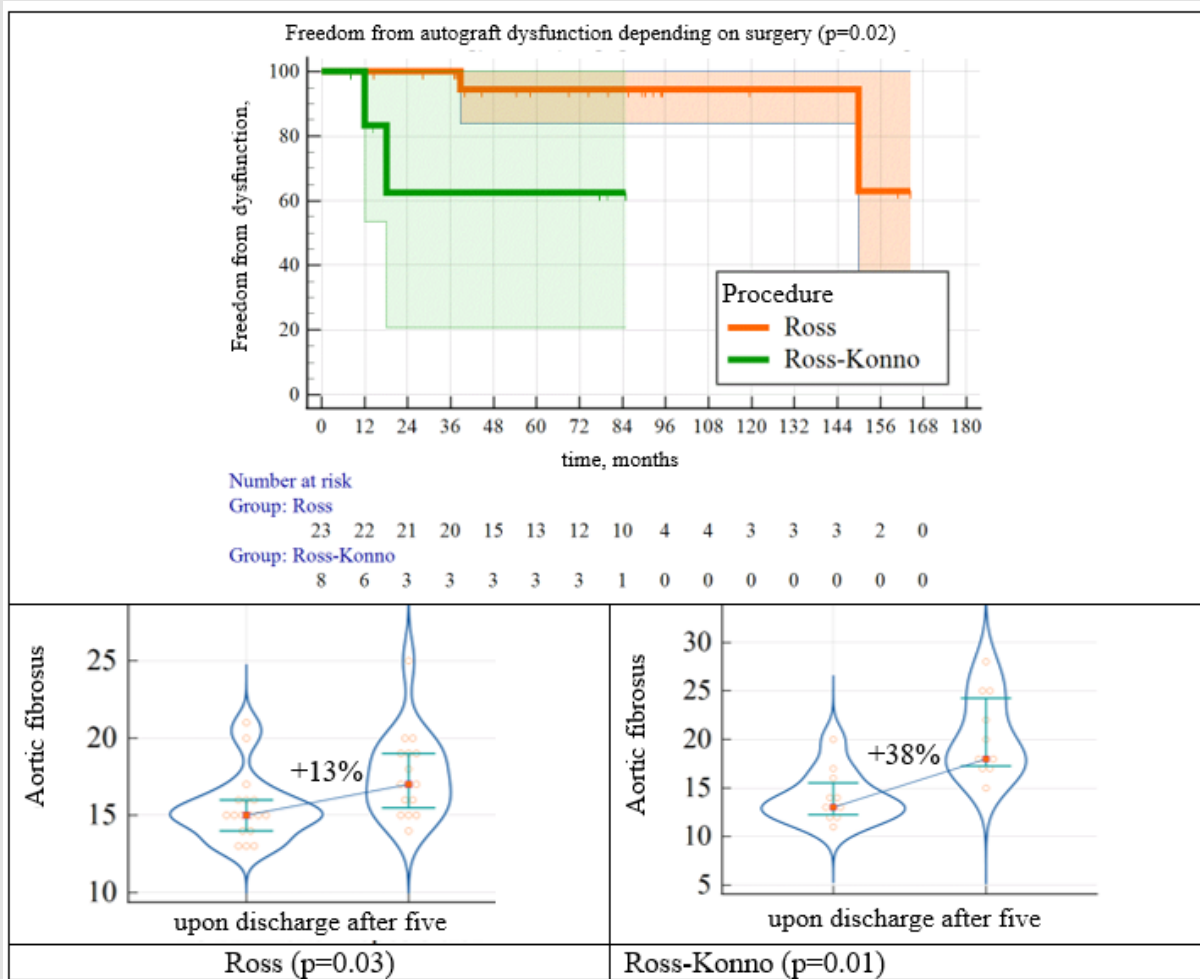 Freedom from autograft dysfunction depending on surgery (p=0.02)
Freedom from dysfunction,
100
80
60
40
20
0
Procedure
Ross
Ross-Konno
0 12 24 36 48 60 72 84 96 108 120 132 144 156 168 180
time, months
Number at risk
Group: Ross
23 22 21 20 15 13 12 10 4 4 3 3 3 2 0
Group: Ross-Konno
8 6 3 3 3 3 3 1 0 0 0 0 0 0 0
Aortic fibrosus
25
20
15
10
+13%
upon discharge after five
Ross (p=0.03)
Aortic fibrosus
30
25
20
15
10
5
+38%
upon discharge after five
Ross-Konno (p=0.01)